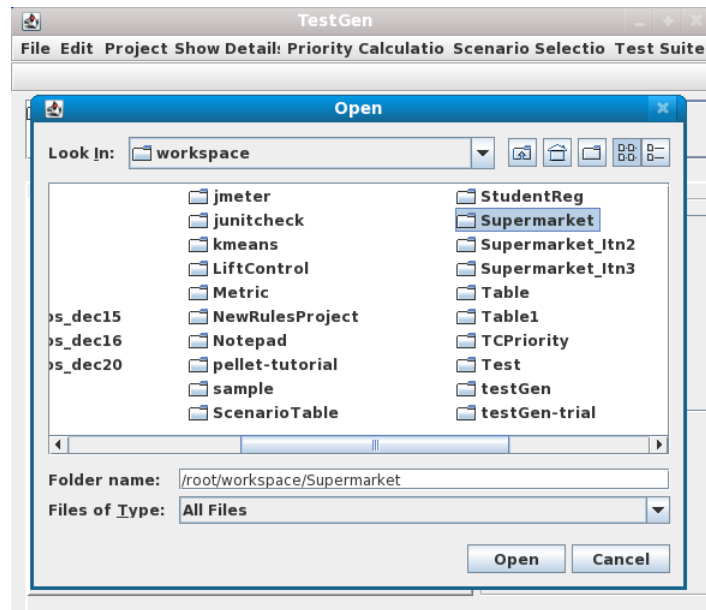 TestGen
File Edit Project Show Detail: Priority Calculatio Scenario Selectio Test Suite
Open
Look In: workspace
jmeter StudentReg
junitcheck Supermarket
kmeans Supermarket_Itn2
LiftControl Supermarket_Itn3
Metric Table
s_dec15 NewRulesProject Table1
s_dec16 Notepad TCPriority
s_dec20 pellet-tutorial Test
sample testGen
ScenarioTable testGen-trial
Folder name: /root/workspace/Supermarket
Files of Type: All Files
Open Cancel